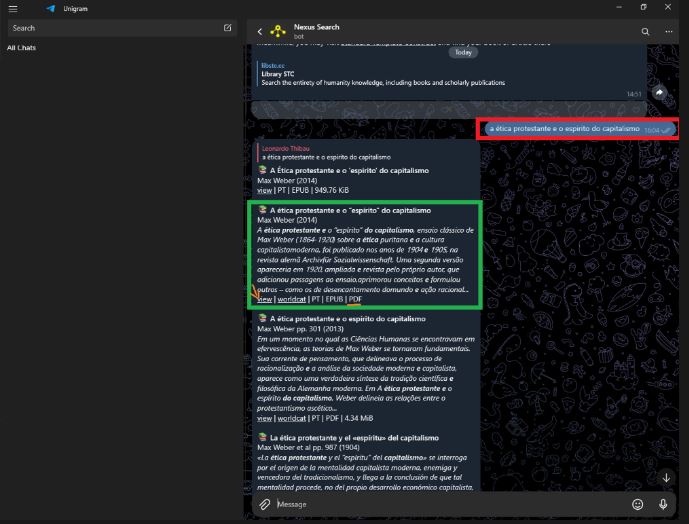 Unigram
Search
All Chats
Nexus Search
bot
Today
libstc.cc
Library STC
Search the entirety of humanity knowledge, including books and scholarly publications
14:51
a ética protestante e o espirito do capitalismo 16:04
Leonardo Thibau
a ética protestante e o espirito do capitalismo
A Ética protestante e o 'espírito' do capitalismo
Max Weber (2014)
view | PT | EPUB | 949.76 KiB
A ética protestante e o “espírito” do capitalismo
Max Weber (2014)
A ética protestante e o “espírito” do capitalismo, ensaio clássico de
Max Weber (1864-1920) sobre a ética puritana e a cultura
capitalistamoderna, foi publicado nos anos de 1904 e 1905, na
revista alemã Archivfür Sozialwissenschaft. Uma segunda versão
apareceria em 1920, ampliada e revista pelo próprio autor, que
adicionou passagens ao ensaio,aprimorou conceitos e formulou
outros – como os de desencantamento domundo e ação racional...
view | worldcat | PT | EPUB | PDF
A ética protestante e o espírito do capitalismo
Max Weber pp. 301 (2013)
Em um momento no qual as Ciências Humanas se encontravam em
efervescência, as teorias de Max Weber se tornaram fundamentais.
Sua corrente de pensamento, que delineava o processo de
racionalização e a análise da sociedade moderna e capitalista,
aparece como uma verdadeira síntese da tradição científica e
filosófica da Alemanha moderna. Em A ética protestante e o
espírito do capitalismo, Weber delineia as relações entre o
protestantismo ascético...
view | worldcat | PT | PDF | 4.34 MiB
La ética protestante y el «espíritu» del capitalismo
Max Weber et al pp. 987 (1904)
«La ética protestante y el "espíritu" del capitalismo» se interroga
por el origen de la mentalidad capitalista moderna, enemiga y
vencedora del tradicionalismo, y llega a la conclusión de que tal
mentalidad procede, no del propio desarrollo económico capitalista,
Message